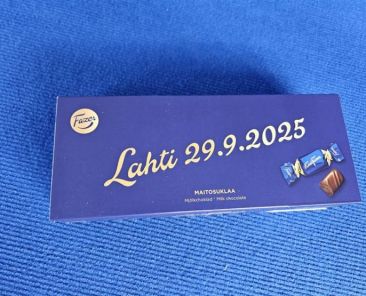 Fazer
Lahti 29.9.2025
MAITOSUKLAA
Mjölkchoklad • Milk chocolate